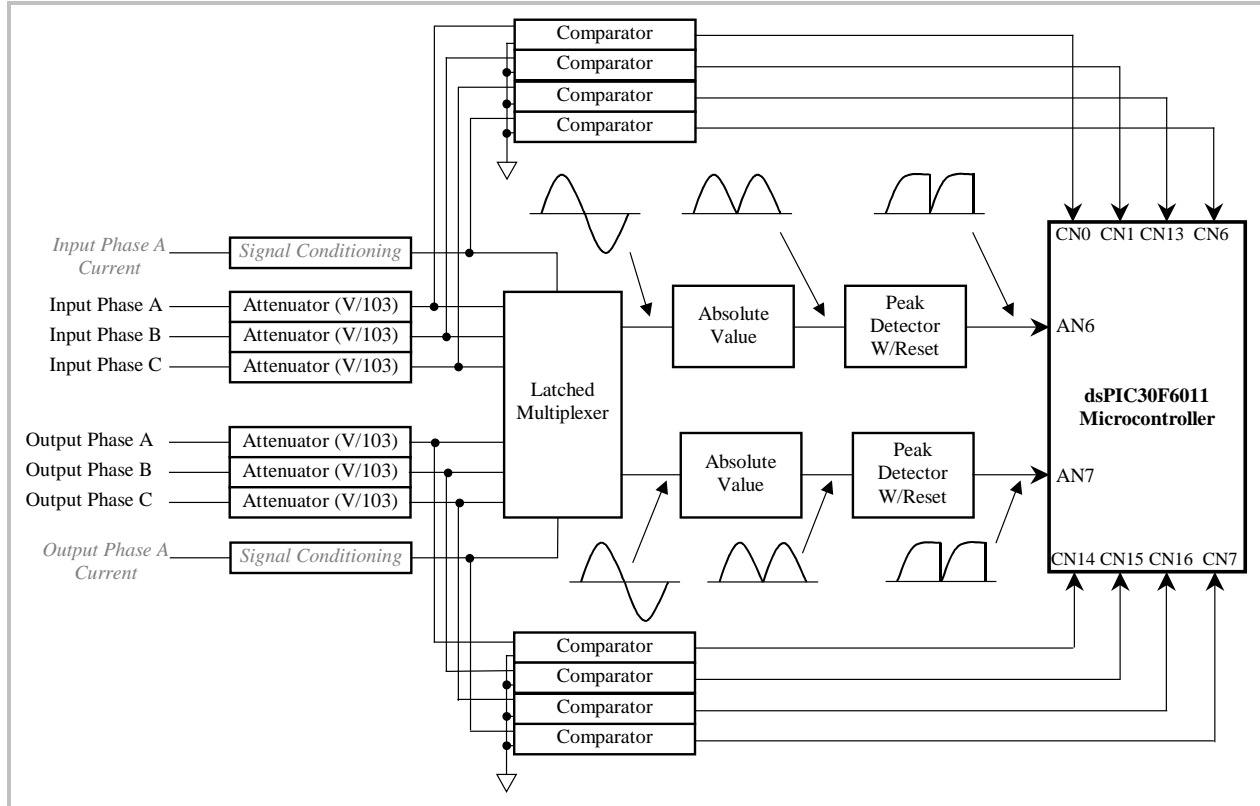 Comparator
Comparator
Comparator
Comparator
CN0 CN1 CN13 CN6
Input Phase A
Current
Signal Conditioning
Input Phase A
Attenuator (V/103)
Input Phase B
Attenuator (V/103)
Input Phase C
Attenuator (V/103)
Latched
Multiplexer
Absolute
Value
Peak
Detector
W/Reset
AN6
dsPIC30F6011
Microcontroller
Output Phase A
Attenuator (V/103)
Output Phase B
Attenuator (V/103)
Output Phase C
Attenuator (V/103)
Absolute
Value
Peak
Detector
W/Reset
AN7
Output Phase A
Current
Signal Conditioning
CN14 CN15 CN16 CN7
Comparator
Comparator
Comparator
Comparator